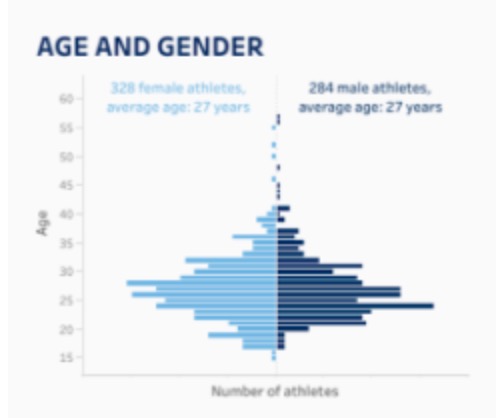 AGE AND GENDER
328 female athletes,
average age: 27 years
284 male athletes,
average age: 27 years
60
55
50
45
40
35
30
25
20
15
Age
Number of athletes